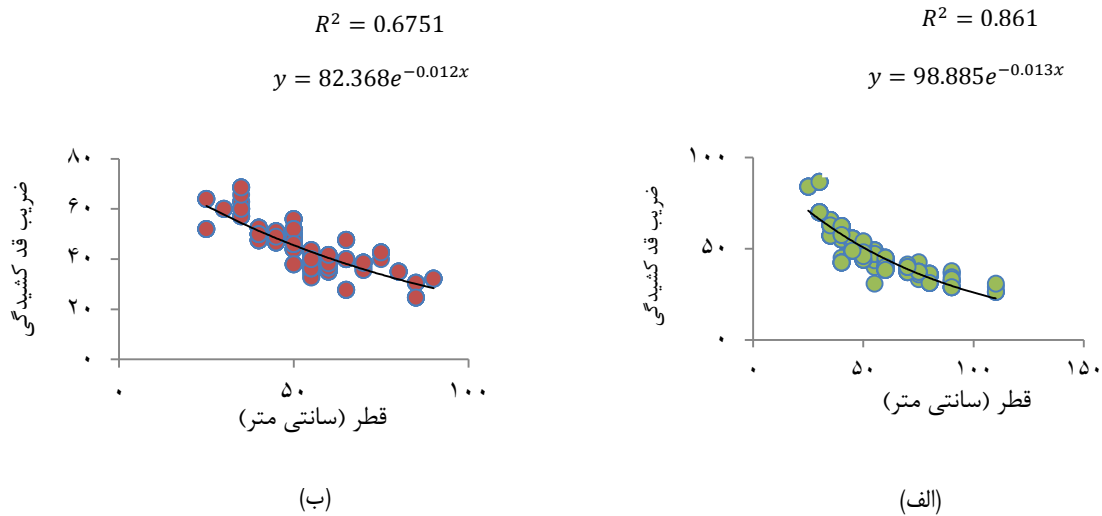 R² = 0.861
y = 98.885e^{-0.013x}
۱۰۰
۵۰
۰
۰ ۵۰ ۱۰۰ ۱۵۰
ضریب قد کشیدگی
قطر (سانتی متر)
(الف)
R² = 0.6751
y = 82.368e^{-0.012x}
۸۰
۶۰
۴۰
۲۰
۰
۰ ۵۰ ۱۰۰
ضریب قد کشیدگی
قطر (سانتی متر)
(ب)